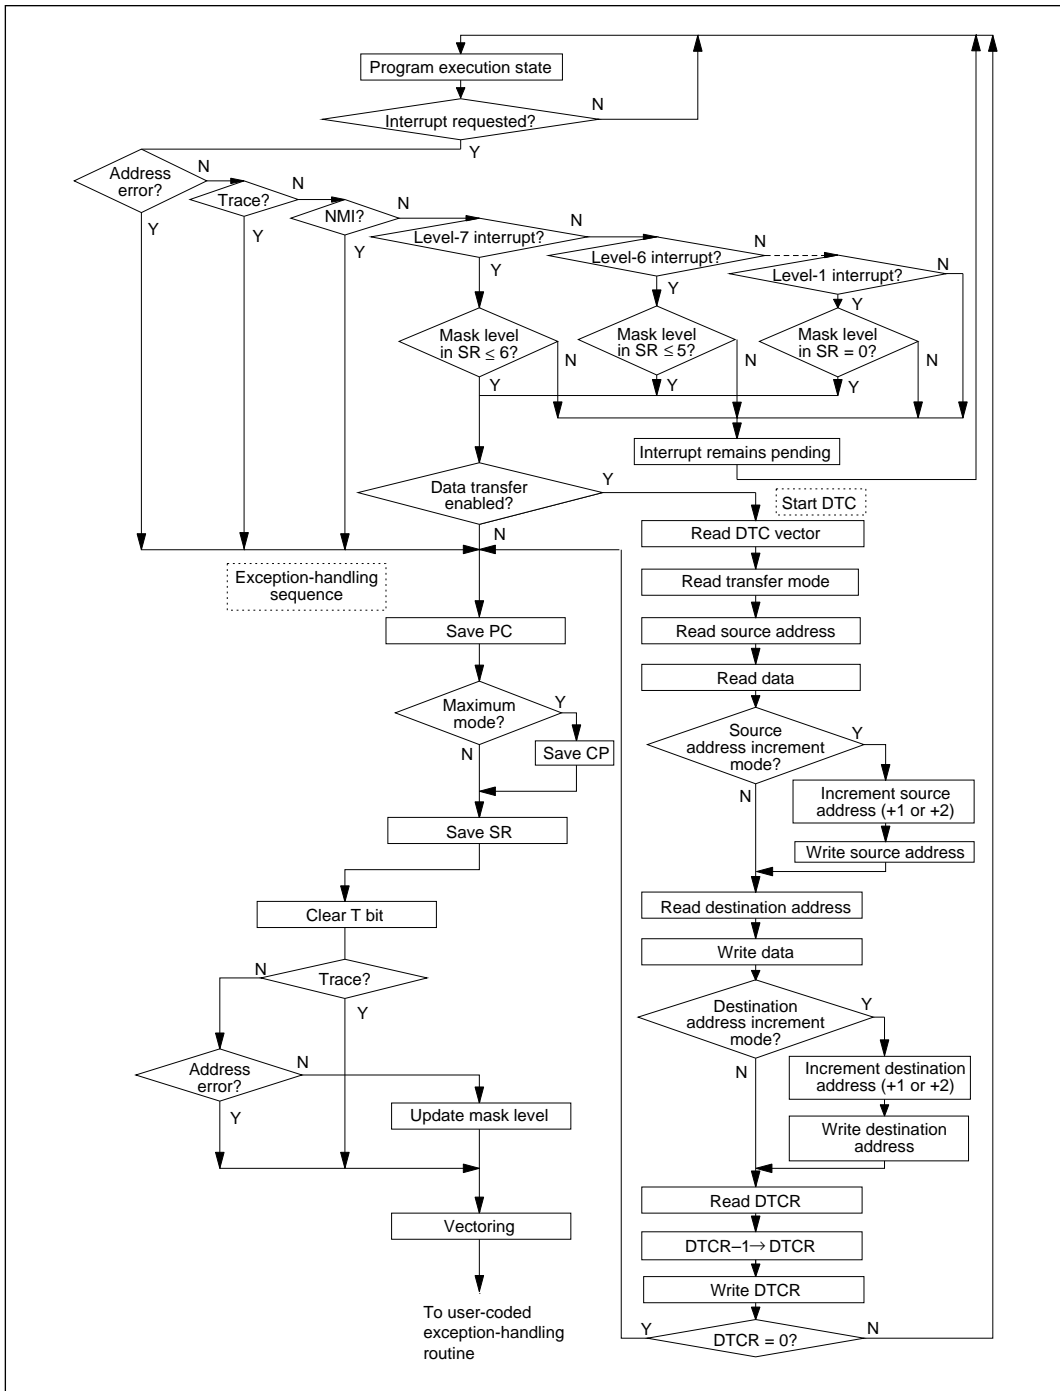 Program execution state
Interrupt requested?
N
Y
Address
error?
N
Y
Trace?
N
Y
NMI?
N
Y
Level-7 interrupt?
N
Y
Level-6 interrupt?
N
Y
Level-1 interrupt?
N
Y
Mask level
in SR ≤ 6?
N
Y
Mask level
in SR ≤ 5?
N
Y
Mask level
in SR = 0?
N
Y
Interrupt remains pending
Data transfer
enabled?
Y
N
Start DTC
Read DTC vector
Read transfer mode
Read source address
Read data
Source
address increment
mode?
Y
N
Increment source
address (+1 or +2)
Write source address
Read destination address
Write data
Destination
address increment
mode?
Y
N
Increment destination
address (+1 or +2)
Write destination
address
Read DTCR
DTCR–1→ DTCR
Write DTCR
DTCR = 0?
Y
N
Exception-handling
sequence
Save PC
Maximum
mode?
Y
N
Save CP
Save SR
Clear T bit
Trace?
N
Y
Address
error?
N
Y
Update mask level
Vectoring
To user-coded
exception-handling
routine